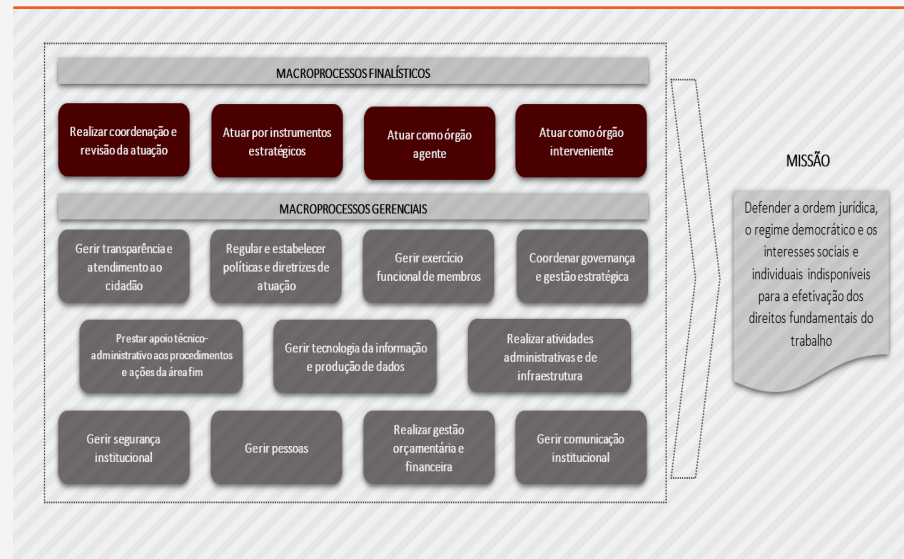 MACROPROCESSOS FINALÍSTICOS
Realizar coordenação e
revisão da atuação
Atuar por instrumentos
estratégicos
Atuar como órgão
agente
Atuar como órgão
interveniente
MACROPROCESSOS GERENCIAIS
Gerir transparência e
atendimento ao
cidadão
Regular e estabelecer
políticas e diretrizes de
atuação
Gerir exercício
funcional de membros
Coordenar governança
e gestão estratégica
Prestar apoio técnico-
administrativo aos procedimentos
e ações da área fim
Gerir tecnologia da informação
e produção de dados
Realizar atividades
administrativas e de
infraestrutura
Gerir segurança
institucional
Gerir pessoas
Realizar gestão
orçamentária e
financeira
Gerir comunicação
institucional
MISSÃO
Defender a ordem jurídica,
o regime democrático e os
interesses sociais e
individuais indisponíveis
para a efetivação dos
direitos fundamentais do
trabalho